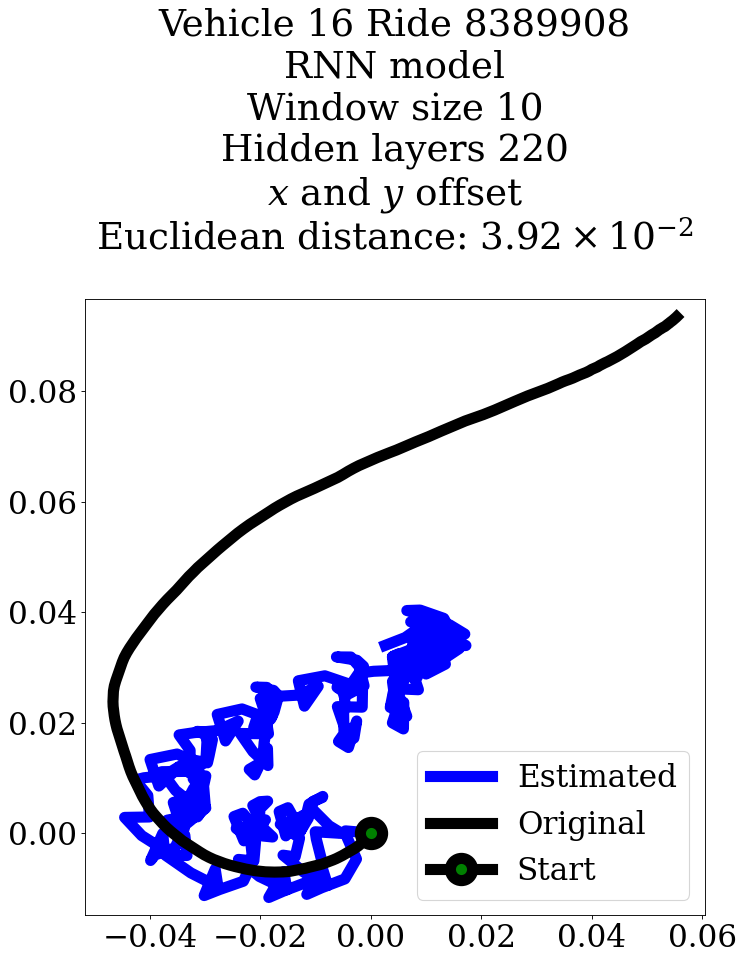 Vehicle 16 Ride 8389908
RNN model
Window size 10
Hidden layers 220
x and y offset
Euclidean distance: 3.92 × 10⁻²
0.08
0.06
0.04
0.02
0.00
Estimated
Original
Start
−0.04 −0.02 0.00 0.02 0.04 0.06